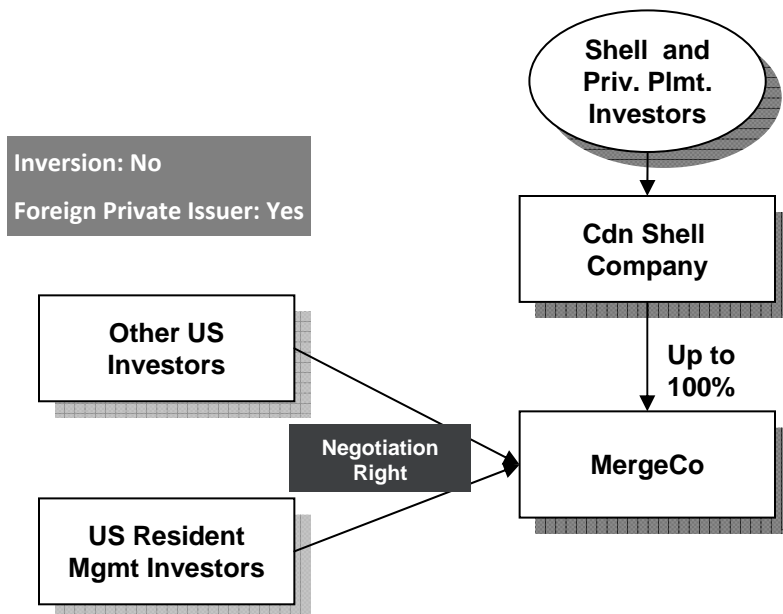 Shell and
Priv. Plmt.
Investors
Inversion: No
Foreign Private Issuer: Yes
Cdn Shell
Company
Other US
Investors
Up to
100%
Negotiation
Right
MergeCo
US Resident
Mgmt Investors